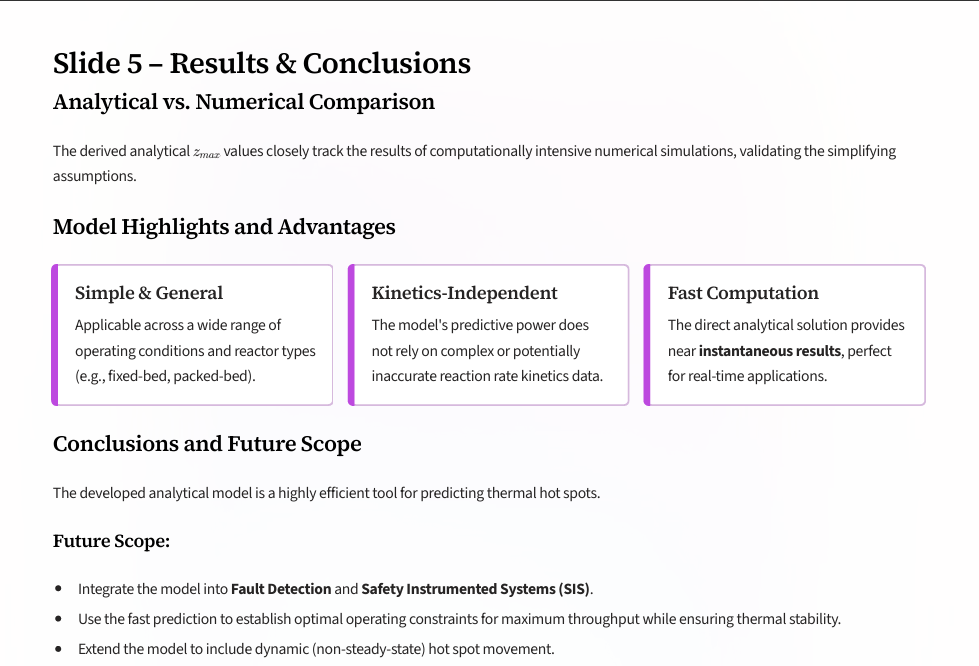 Slide 5 – Results & Conclusions
Analytical vs. Numerical Comparison
The derived analytical z_max values closely track the results of computationally intensive numerical simulations, validating the simplifying
assumptions.
Model Highlights and Advantages
Simple & General
Applicable across a wide range of
operating conditions and reactor types
(e.g., fixed-bed, packed-bed).
Kinetics-Independent
The model's predictive power does
not rely on complex or potentially
inaccurate reaction rate kinetics data.
Fast Computation
The direct analytical solution provides
near instantaneous results, perfect
for real-time applications.
Conclusions and Future Scope
The developed analytical model is a highly efficient tool for predicting thermal hot spots.
Future Scope:
• Integrate the model into Fault Detection and Safety Instrumented Systems (SIS).
• Use the fast prediction to establish optimal operating constraints for maximum throughput while ensuring thermal stability.
• Extend the model to include dynamic (non-steady-state) hot spot movement.